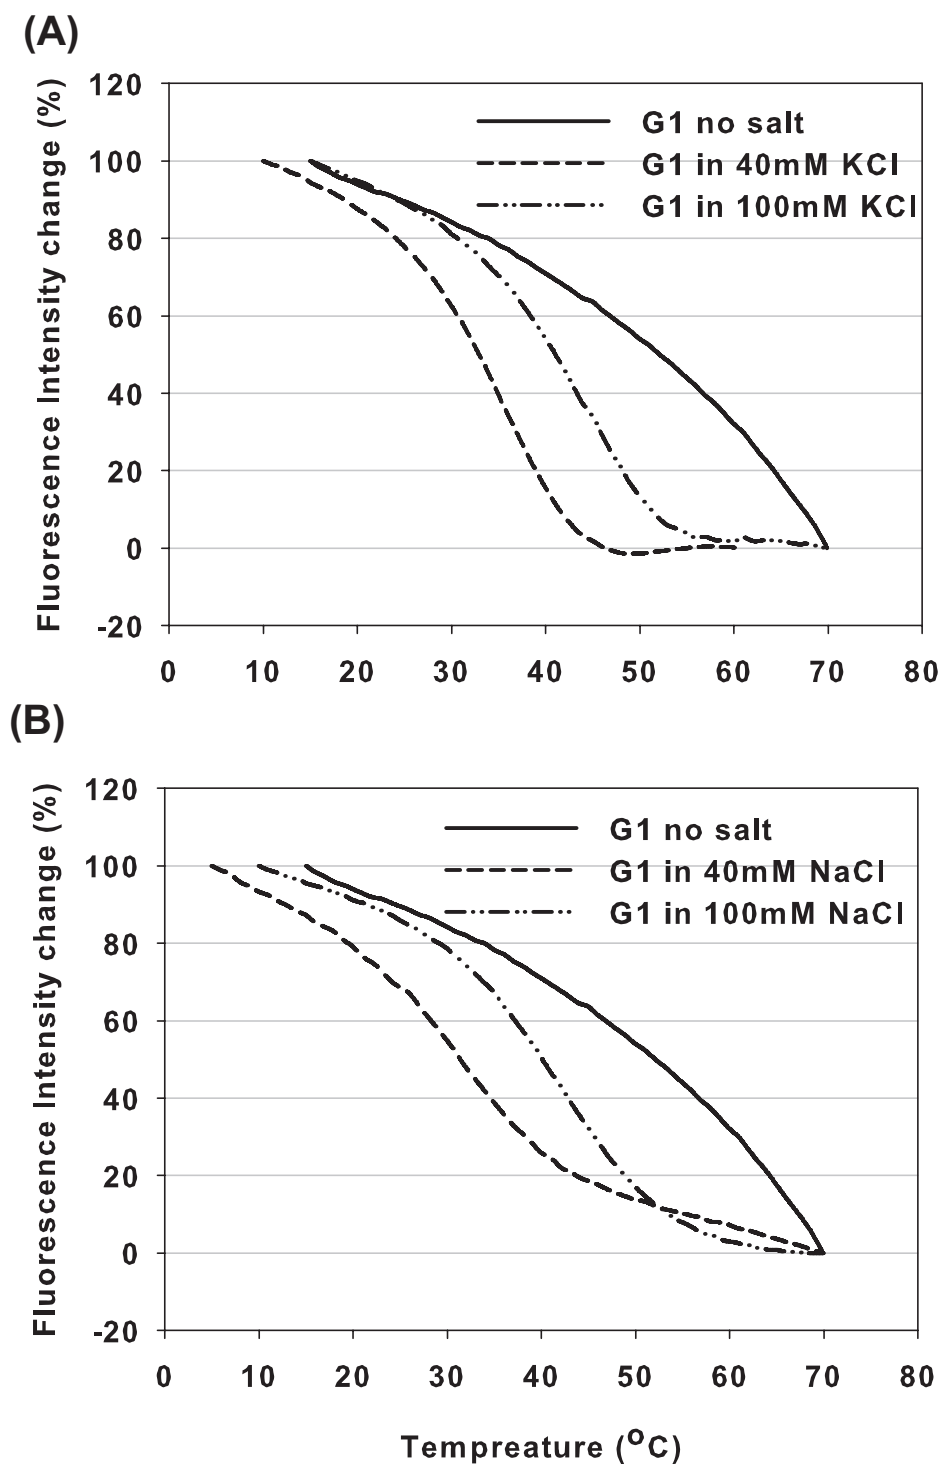 (A)
Fluorescence Intensity change (%)
120
100
80
60
40
20
0
-20
G1 no salt
G1 in 40mM KCl
G1 in 100mM KCl
0 10 20 30 40 50 60 70 80
(B)
Fluorescence Intensity change (%)
120
100
80
60
40
20
0
-20
G1 no salt
G1 in 40mM NaCl
G1 in 100mM NaCl
0 10 20 30 40 50 60 70 80
Tempreature (°C)